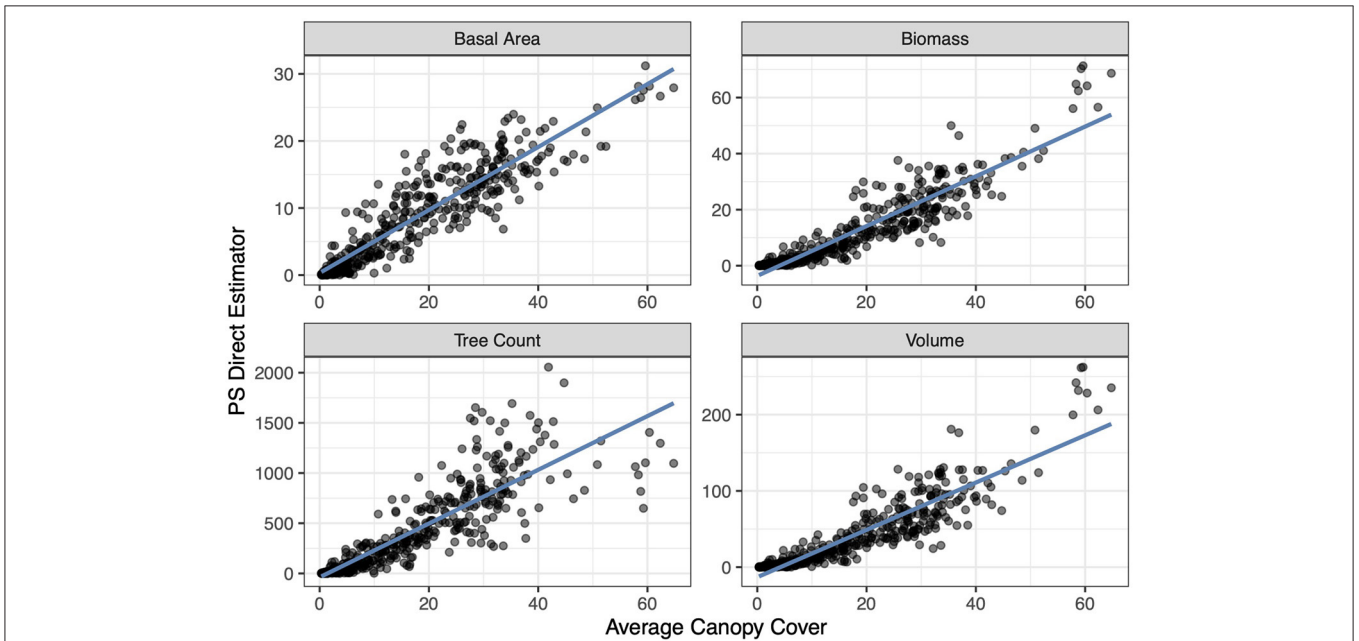 Basal Area
Biomass
30
20
10
0
60
40
20
0
0 20 40 60
0 20 40 60
PS Direct Estimator
Tree Count
Volume
2000
1500
1000
500
0
200
100
0
0 20 40 60
0 20 40 60
Average Canopy Cover